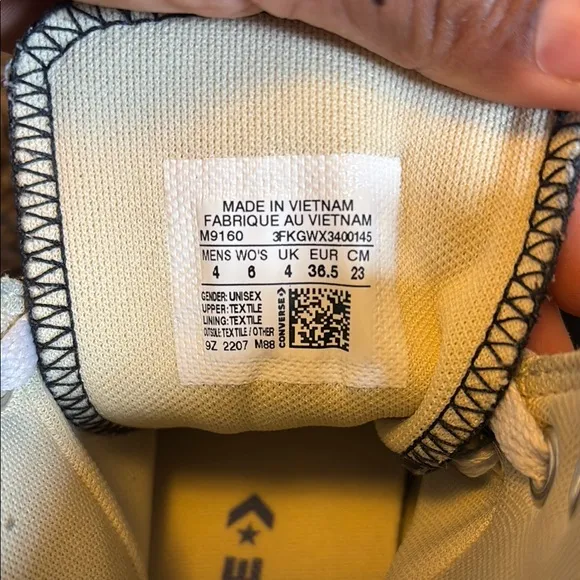 MADE IN VIETNAM
FABRIQUE AU VIETNAM
M9160 3FKGWX3400145
MENS WO'S UK EUR CM
4 6 4 36.5 23
GENDER: UNISEX
UPPER: TEXTILE
LINING: TEXTILE
OUTSOLE: TEXTILE / OTHER
9Z 2207 M88
CONVERSE